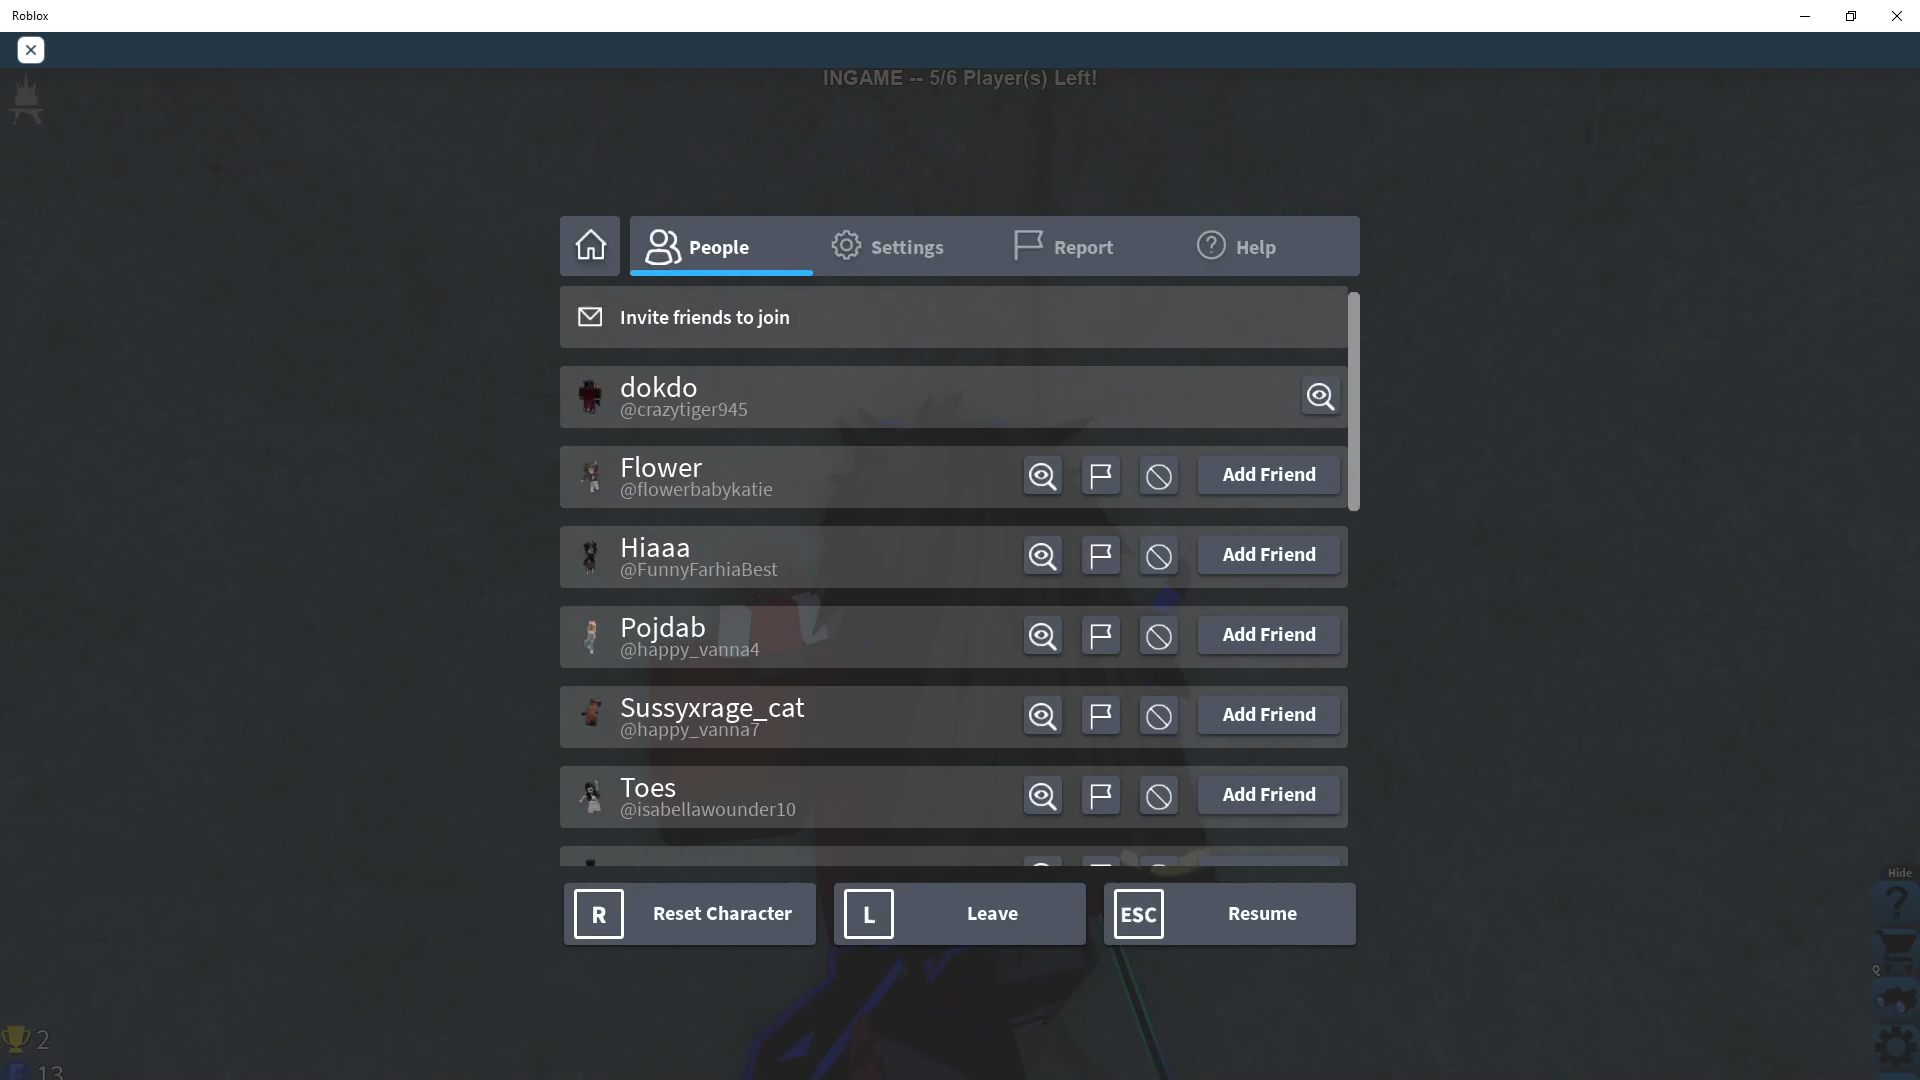 Roblox
INGAME -- 5/6 Player(s) Left!
People
Settings
Report
Help
Invite friends to join
dokdo
@crazytiger945
Flower
@flowerbabykatie
Add Friend
Hiaaa
@FunnyFarhiaBest
Add Friend
Pojdab
@happy_vanna4
Add Friend
Sussyxrage_cat
@happy_vanna7
Add Friend
Toes
@isabellawounder10
Add Friend
R
Reset Character
L
Leave
ESC
Resume
Hide
?
Q
2
13